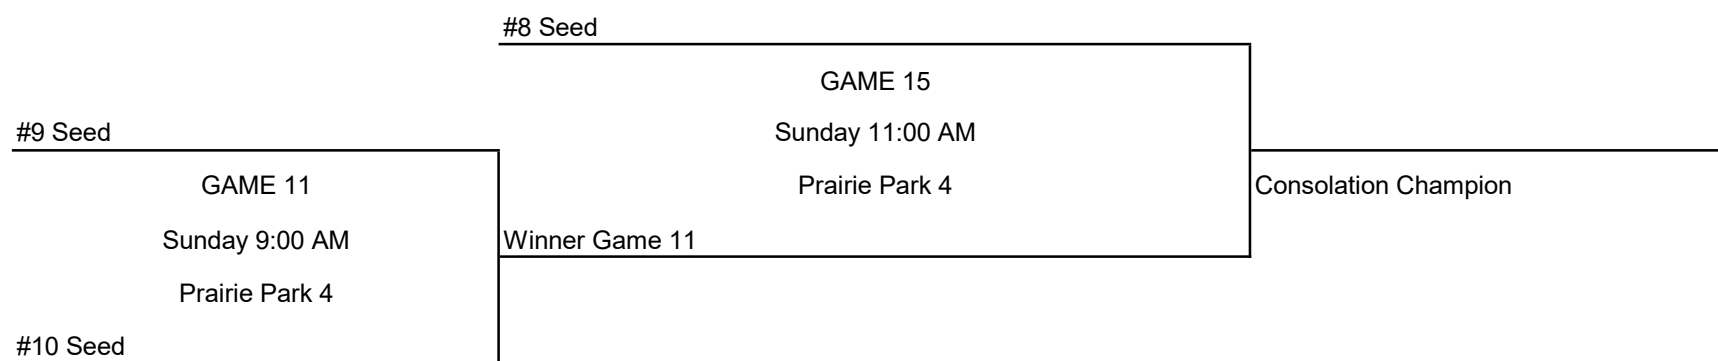 #8 Seed
GAME 15
#9 Seed
Sunday 11:00 AM
GAME 11
Prairie Park 4
Consolation Champion
Sunday 9:00 AM
Winner Game 11
Prairie Park 4
#10 Seed